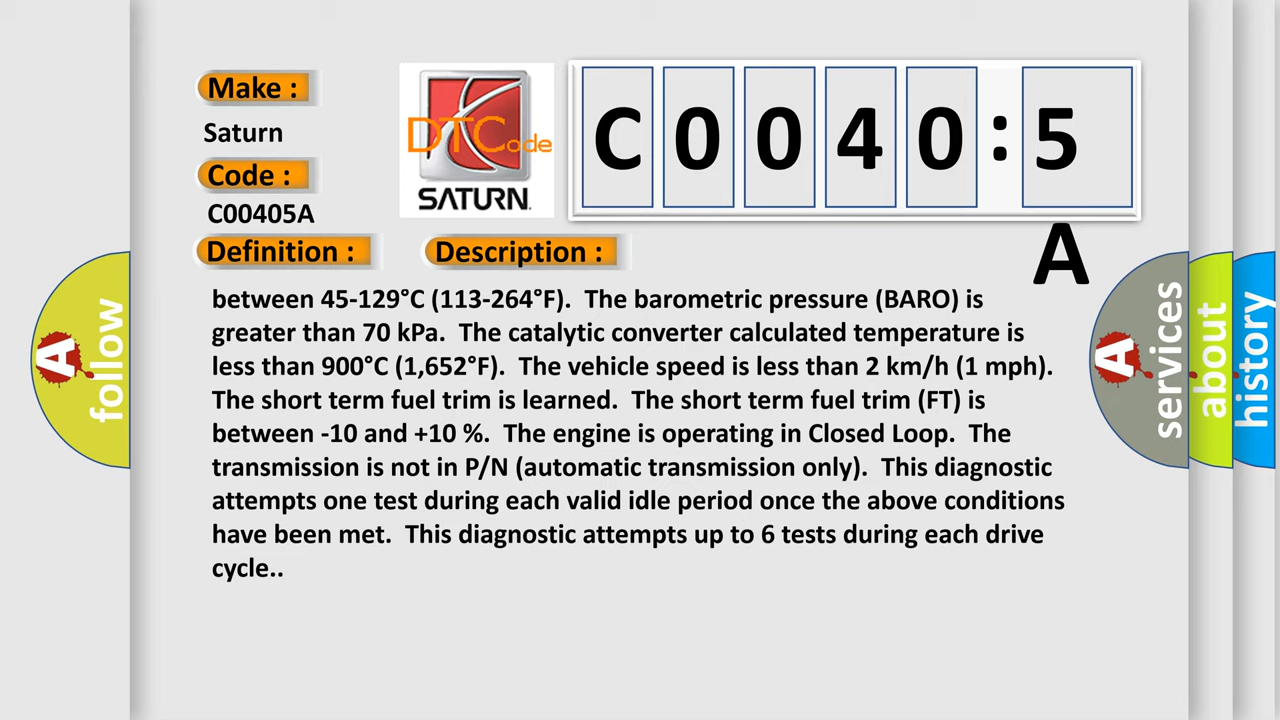 Make :
Saturn
Code :
C00405A
Definition :
Description :
DTCode
SATURN
C0040:5
A
between 45-129°C (113-264°F).  The barometric pressure (BARO) is
greater than 70 kPa.  The catalytic converter calculated temperature is
less than 900°C (1,652°F).  The vehicle speed is less than 2 km/h (1 mph).
The short term fuel trim is learned.  The short term fuel trim (FT) is
between -10 and +10 %.  The engine is operating in Closed Loop.  The
transmission is not in P/N (automatic transmission only).  This diagnostic
attempts one test during each valid idle period once the above conditions
have been met.  This diagnostic attempts up to 6 tests during each drive
cycle..
A follow
A services
about
history